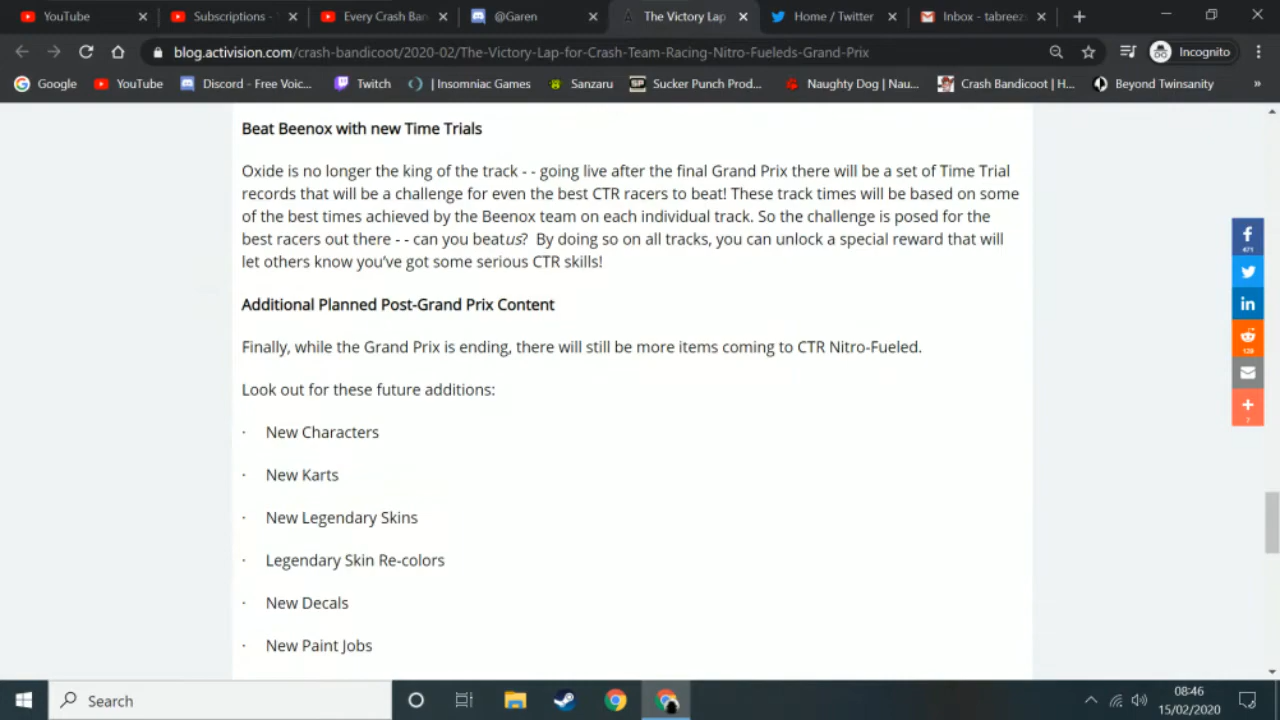 YouTube
Subscriptions -
Every Crash Ban
@Garen
The Victory Lap
Home / Twitter
Inbox - tabreez
blog.activision.com/crash-bandicoot/2020-02/The-Victory-Lap-for-Crash-Team-Racing-Nitro-Fueleds-Grand-Prix
Incognito
Google
YouTube
Discord - Free Voic...
Twitch
| Insomniac Games
Sanzaru
SP
Sucker Punch Prod...
Naughty Dog | Nau...
Crash Bandicoot | H...
Beyond Twinsanity
»
Beat Beenox with new Time Trials
Oxide is no longer the king of the track - - going live after the final Grand Prix there will be a set of Time Trial
records that will be a challenge for even the best CTR racers to beat! These track times will be based on some
of the best times achieved by the Beenox team on each individual track. So the challenge is posed for the
best racers out there - - can you beatus? By doing so on all tracks, you can unlock a special reward that will
let others know you've got some serious CTR skills!
Additional Planned Post-Grand Prix Content
Finally, while the Grand Prix is ending, there will still be more items coming to CTR Nitro-Fueled.
Look out for these future additions:
· New Characters
· New Karts
· New Legendary Skins
· Legendary Skin Re-colors
· New Decals
· New Paint Jobs
f
471
in
128
+
Search
08:46
15/02/2020